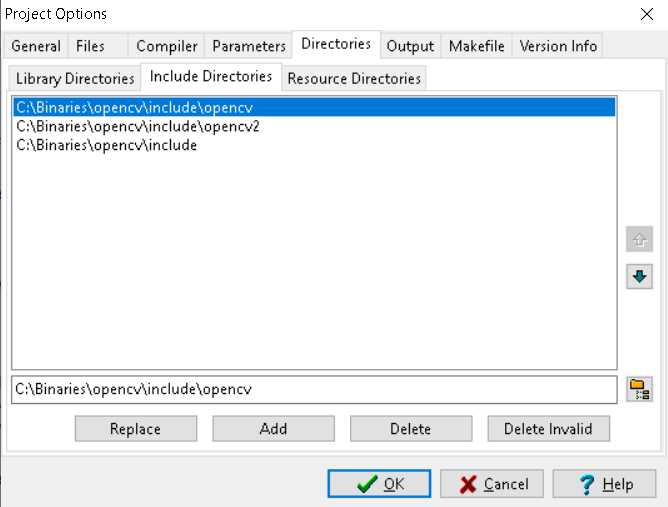 Project Options
General Files Compiler Parameters Directories Output Makefile Version Info
Library Directories Include Directories Resource Directories
C:\Binaries\opencv\include\opencv
C:\Binaries\opencv\include\opencv2
C:\Binaries\opencv\include
C:\Binaries\opencv\include\opencv
Replace Add Delete Delete Invalid
OK Cancel Help